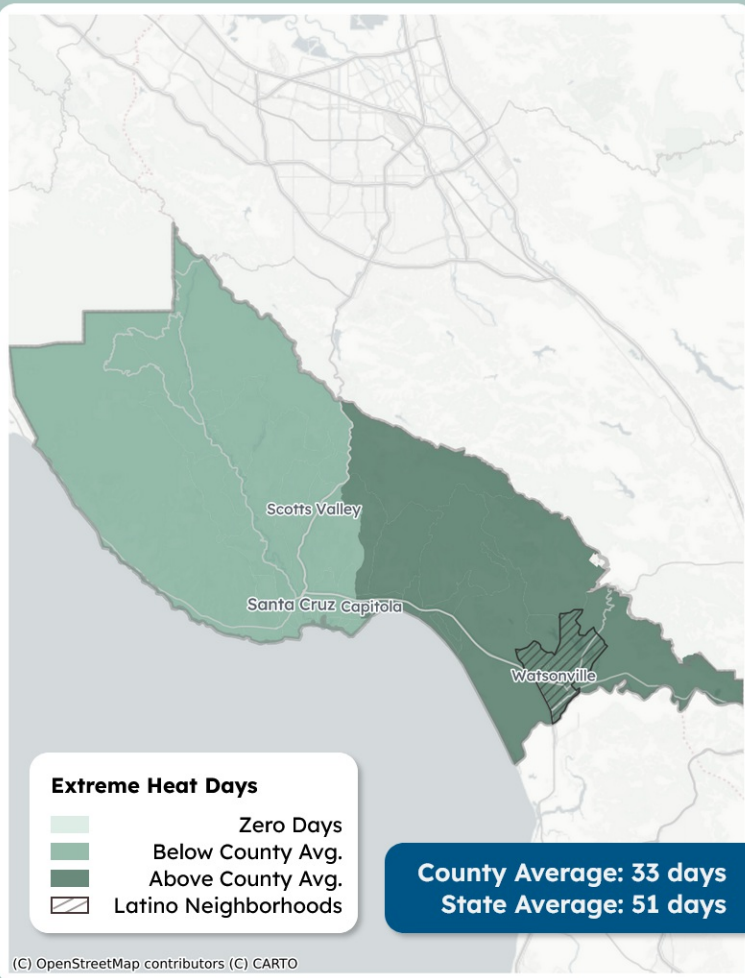 Scotts Valley
Santa Cruz
Capitola
Watsonville
Extreme Heat Days
Zero Days
Below County Avg.
Above County Avg.
Latino Neighborhoods
County Average: 33 days
State Average: 51 days
(C) OpenStreetMap contributors (C) CARTO